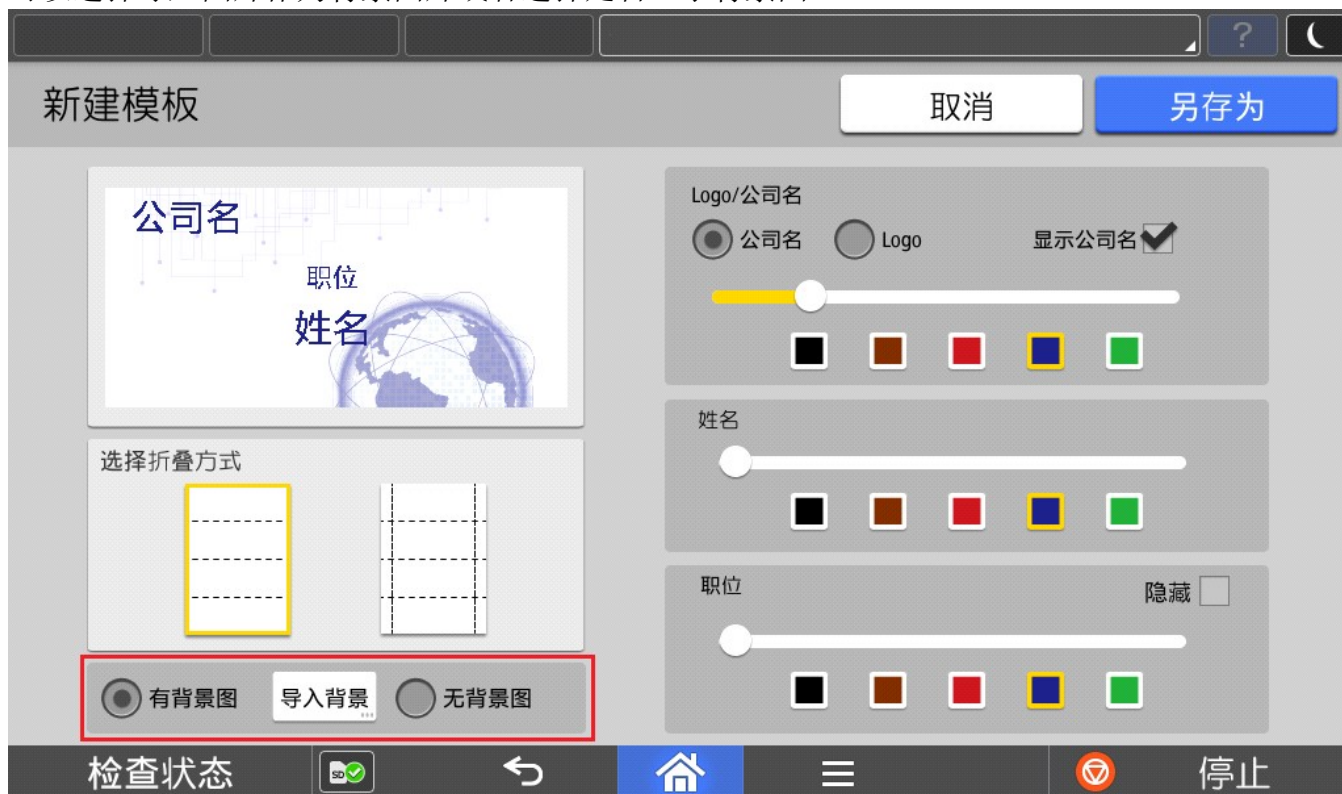 ?
新建模板
取消
另存为
公司名
职位
姓名
选择折叠方式
有背景图
导入背景
无背景图
Logo/公司名
公司名
Logo
显示公司名
姓名
职位
隐藏
检查状态
SD
停止